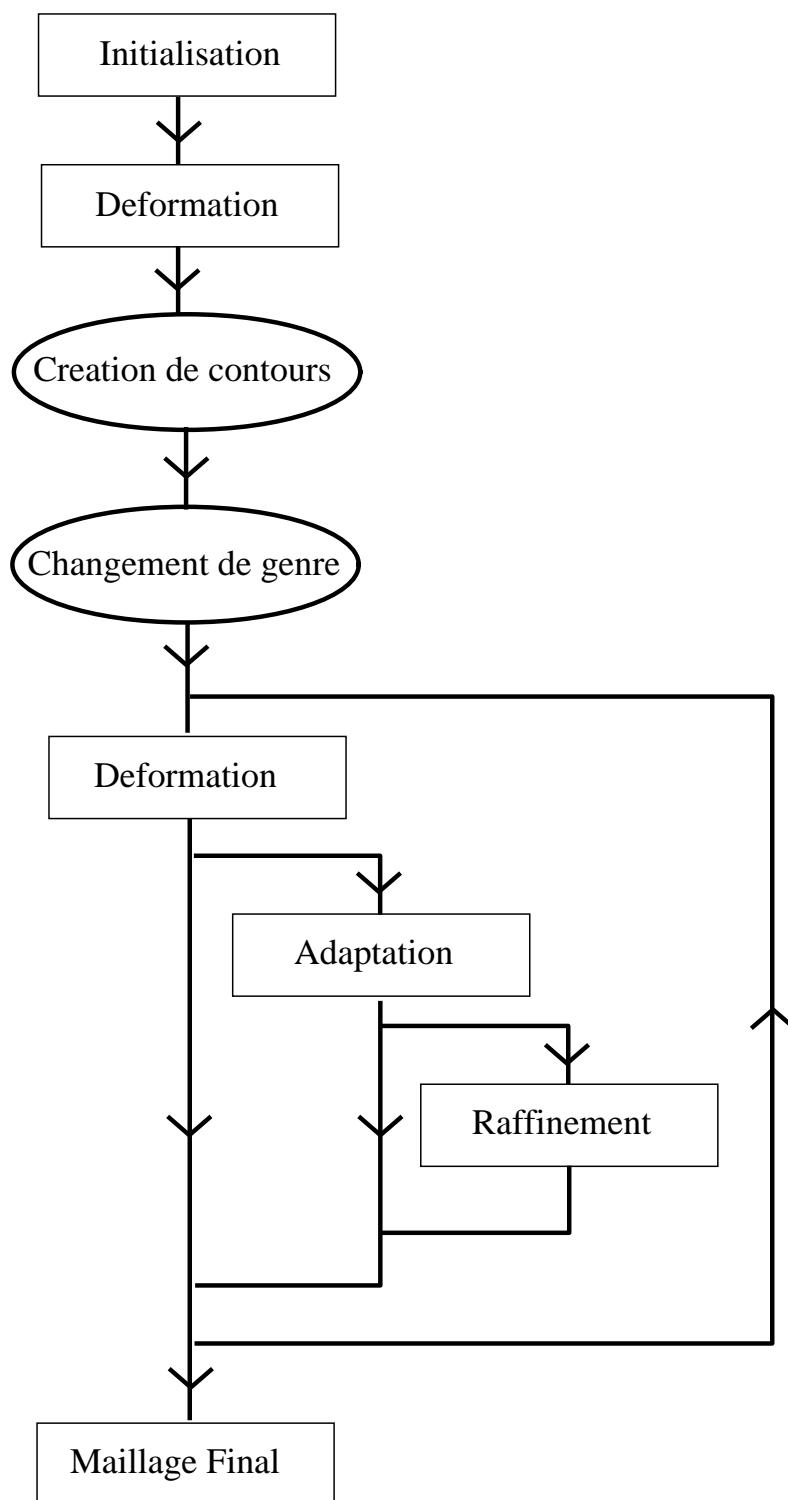 Initialisation
Deformation
Creation de contours
Changement de genre
Deformation
Adaptation
Raffinement
Maillage Final